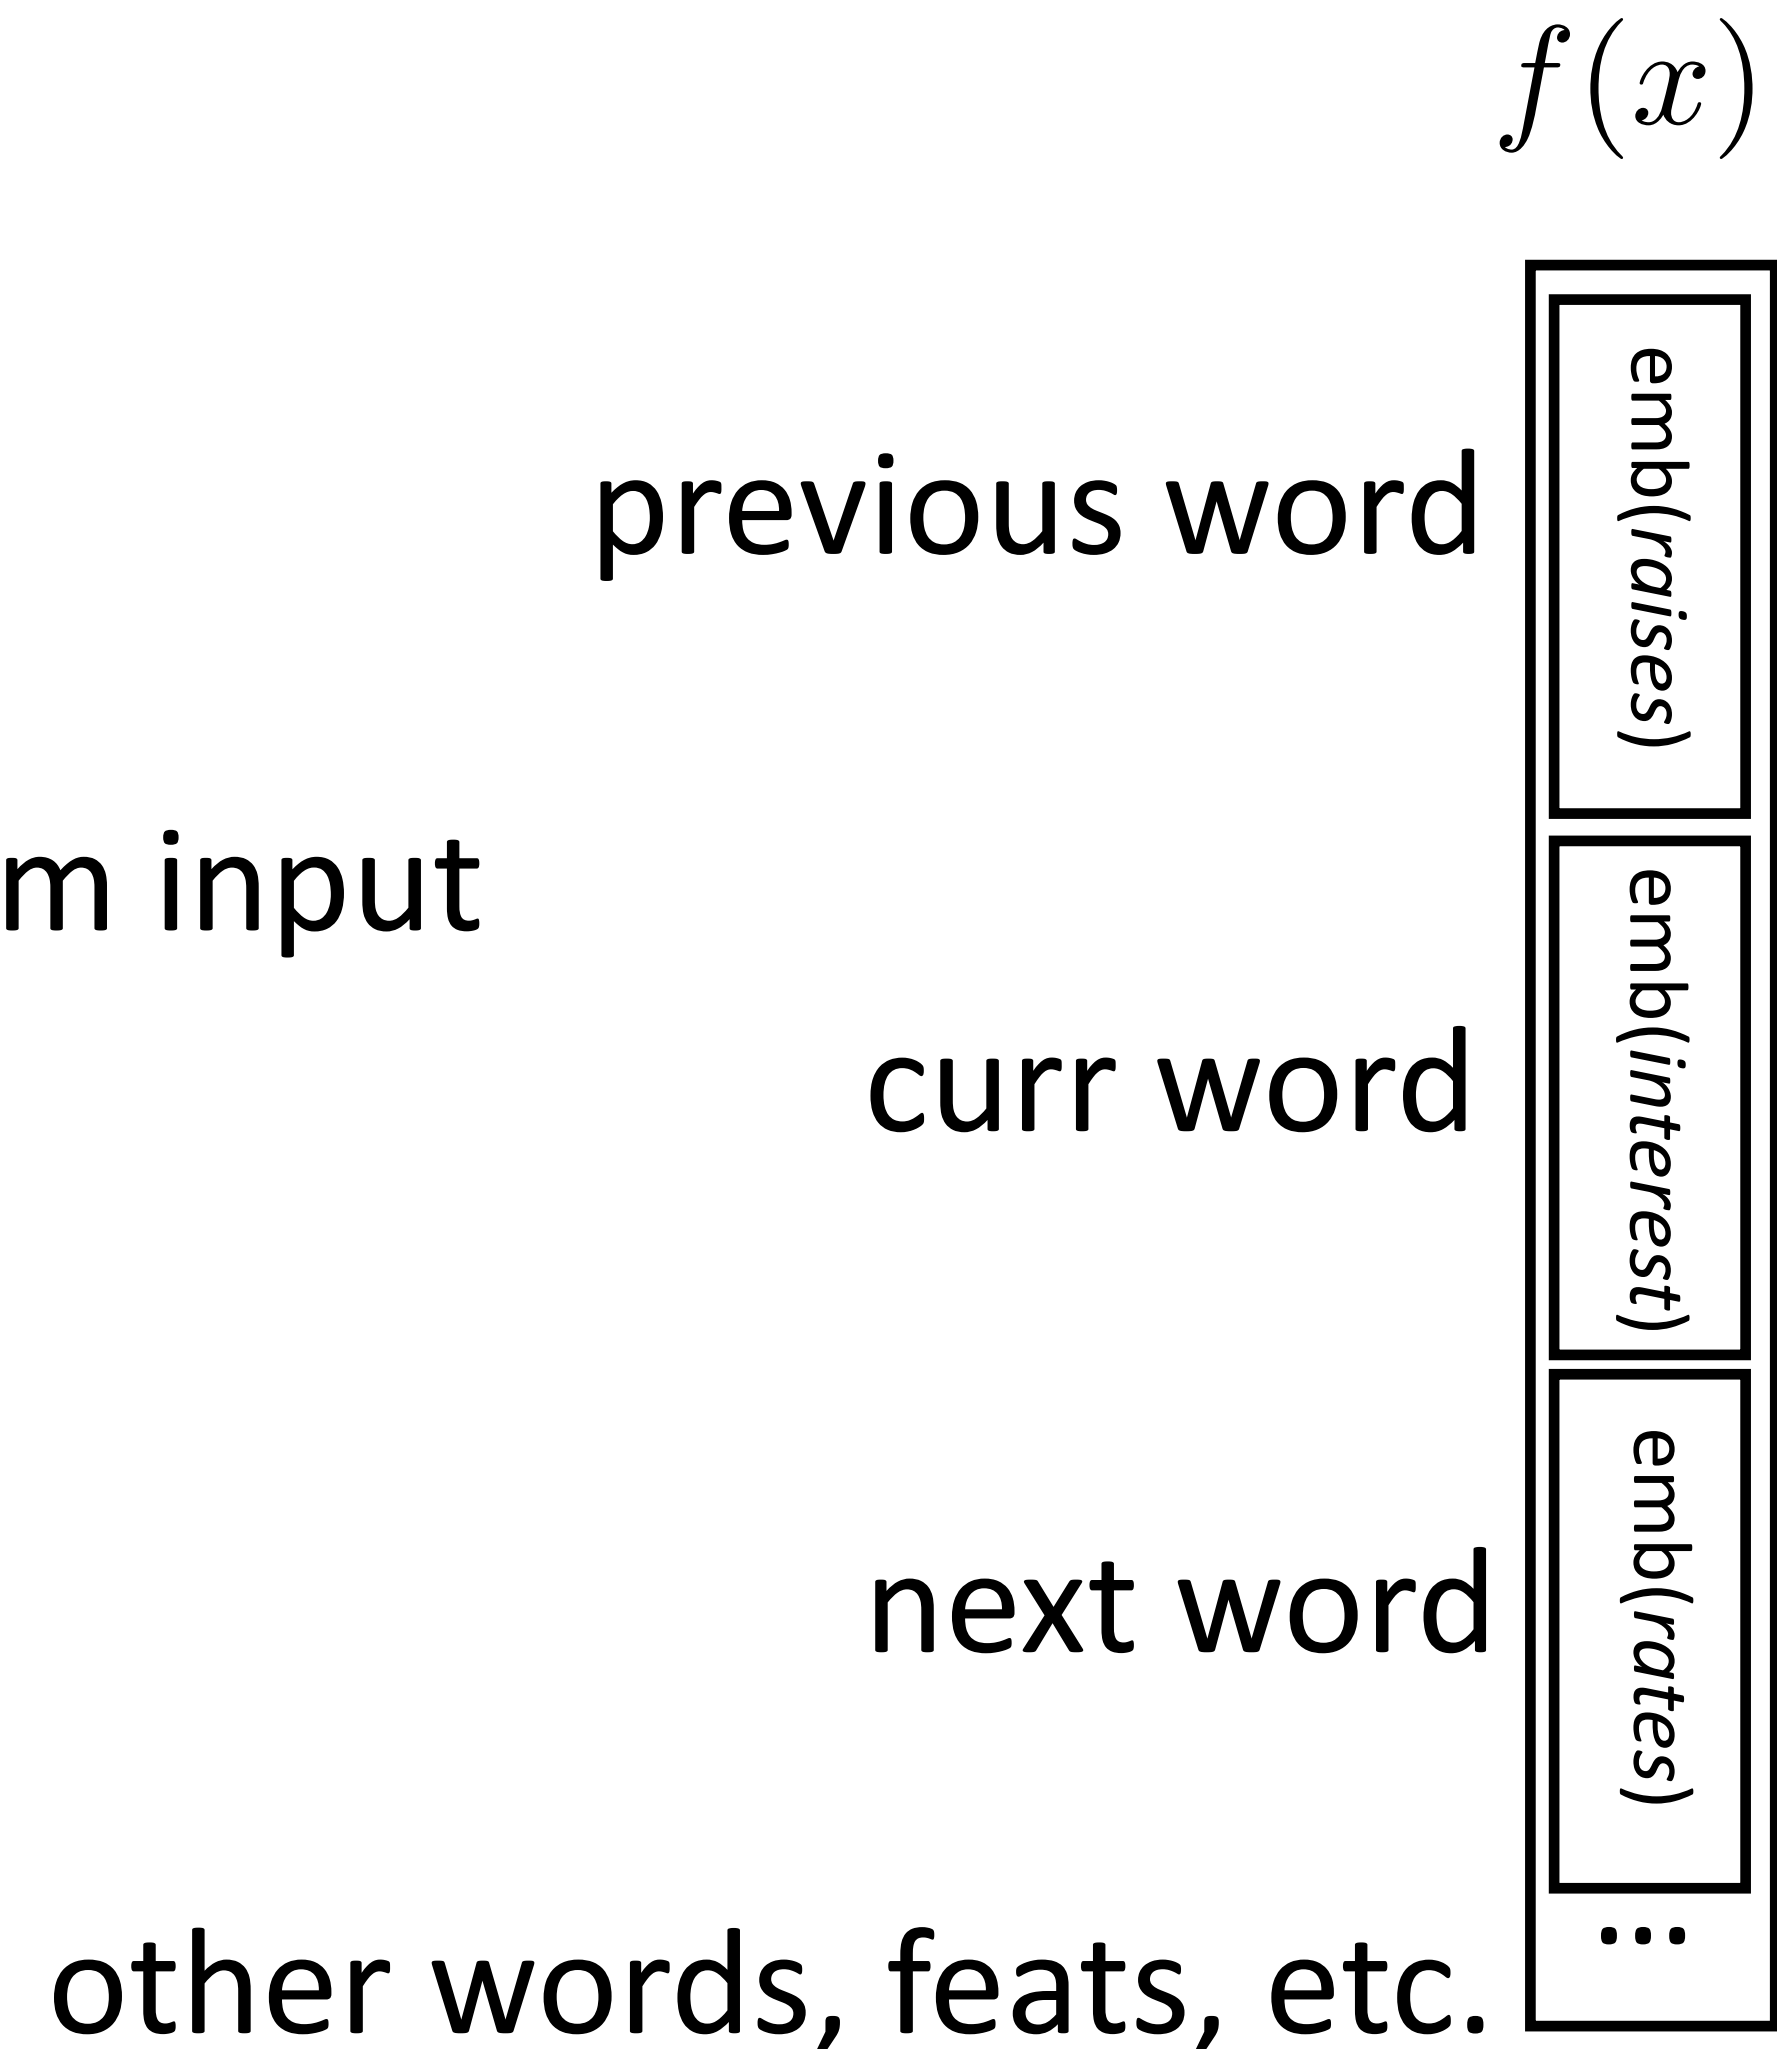 f(x)
emb(raises)
previous word
m input
emb(interest)
curr word
emb(rates)
next word
...
other words, feats, etc.